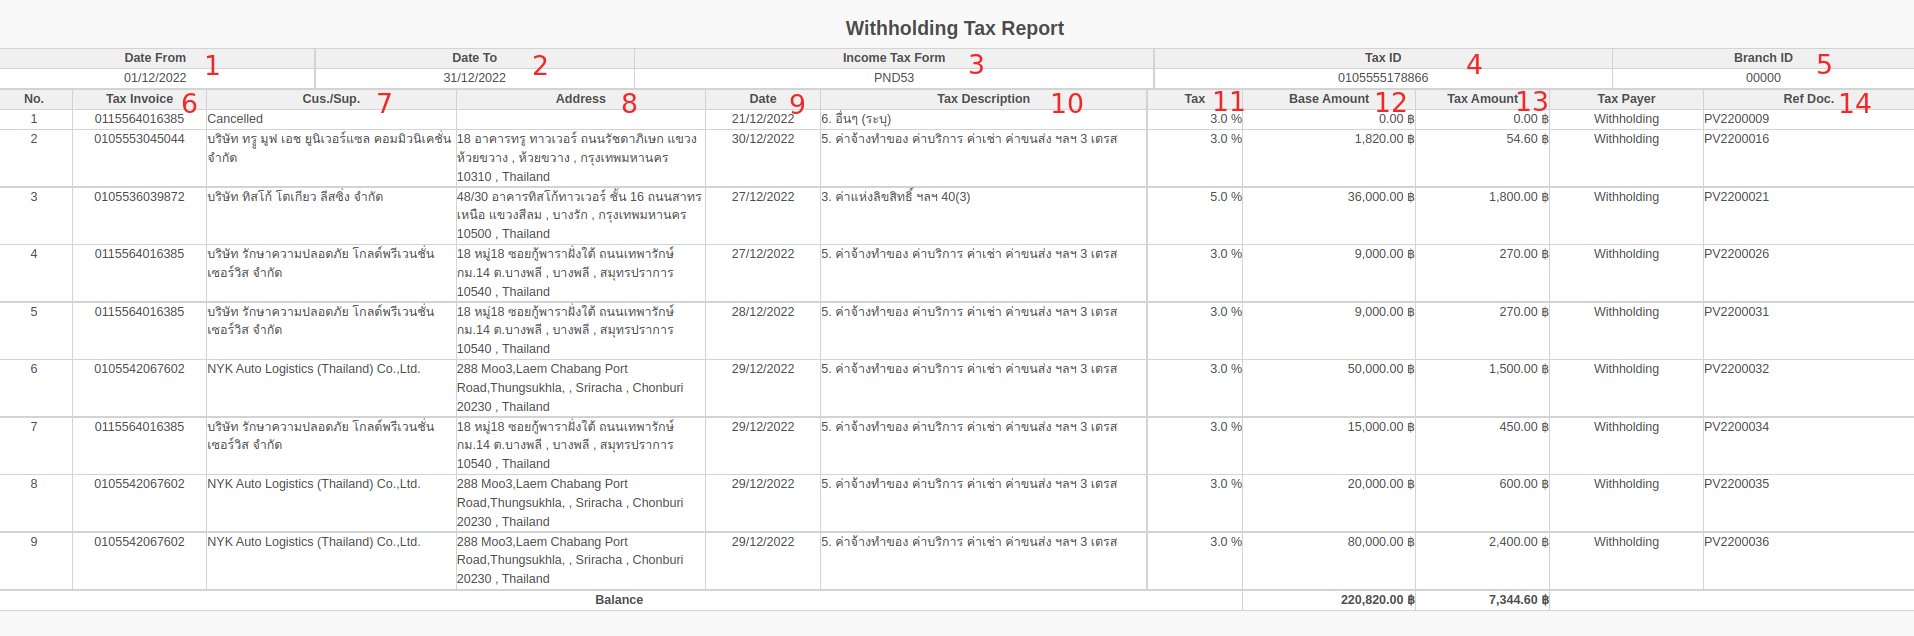 Withholding Tax Report
Date From 1 Date To 2 Income Tax Form 3 Tax ID 4 Branch ID 5
01/12/2022 31/12/2022 PND53 0105555178866 00000
No. Tax Invoice 6 Cus./Sup. 7 Address 8 Date 9 Tax Description 10 Tax 11 Base Amount 12 Tax Amount 13 Tax Payer Ref Doc. 14
1 0115564016385 Cancelled 21/12/2022 6. อื่นๆ (ระบุ) 3.0 % 0.00 ฿ 0.00 ฿ Withholding PV2200009
2 0105553045044 บริษัท ทรู มูฟ เอช ยูนิเวอร์แซล คอมมิวนิเคชั่น 18 อาคารทรู ทาวเวอร์ ถนนรัชดาภิเษก แขวง 30/12/2022 5. ค่าจ้างทำของ ค่าบริการ ค่าเช่า ค่าขนส่ง ฯลฯ 3 เตรส 3.0 % 1,820.00 ฿ 54.60 ฿ Withholding PV2200016
จำกัด ห้วยขวาง , ห้วยขวาง , กรุงเทพมหานคร
10310 , Thailand
3 0105536039872 บริษัท ทิสโก้ โตเกียว ลีสซิ่ง จำกัด 48/30 อาคารทิสโก้ทาวเวอร์ ชั้น 16 ถนนสาทร 27/12/2022 3. ค่าแห่งลิขสิทธิ์ ฯลฯ 40(3) 5.0 % 36,000.00 ฿ 1,800.00 ฿ Withholding PV2200021
เหนือ แขวงสีลม , บางรัก , กรุงเทพมหานคร
10500 , Thailand
4 0115564016385 บริษัท รักษาความปลอดภัย โกลด์พรีเวนชั่น 18 หมู่18 ซอยกู้พาราฝั่งใต้ ถนนเทพารักษ์ 27/12/2022 5. ค่าจ้างทำของ ค่าบริการ ค่าเช่า ค่าขนส่ง ฯลฯ 3 เตรส 3.0 % 9,000.00 ฿ 270.00 ฿ Withholding PV2200026
เซอร์วิส จำกัด กม.14 ต.บางพลี , บางพลี , สมุทรปราการ
10540 , Thailand
5 0115564016385 บริษัท รักษาความปลอดภัย โกลด์พรีเวนชั่น 18 หมู่18 ซอยกู้พาราฝั่งใต้ ถนนเทพารักษ์ 28/12/2022 5. ค่าจ้างทำของ ค่าบริการ ค่าเช่า ค่าขนส่ง ฯลฯ 3 เตรส 3.0 % 9,000.00 ฿ 270.00 ฿ Withholding PV2200031
เซอร์วิส จำกัด กม.14 ต.บางพลี , บางพลี , สมุทรปราการ
10540 , Thailand
6 0105542067602 NYK Auto Logistics (Thailand) Co.,Ltd. 288 Moo3,Laem Chabang Port 29/12/2022 5. ค่าจ้างทำของ ค่าบริการ ค่าเช่า ค่าขนส่ง ฯลฯ 3 เตรส 3.0 % 50,000.00 ฿ 1,500.00 ฿ Withholding PV2200032
Road,Thungsukhla, , Sriracha , Chonburi
20230 , Thailand
7 0115564016385 บริษัท รักษาความปลอดภัย โกลด์พรีเวนชั่น 18 หมู่18 ซอยกู้พาราฝั่งใต้ ถนนเทพารักษ์ 29/12/2022 5. ค่าจ้างทำของ ค่าบริการ ค่าเช่า ค่าขนส่ง ฯลฯ 3 เตรส 3.0 % 15,000.00 ฿ 450.00 ฿ Withholding PV2200034
เซอร์วิส จำกัด กม.14 ต.บางพลี , บางพลี , สมุทรปราการ
10540 , Thailand
8 0105542067602 NYK Auto Logistics (Thailand) Co.,Ltd. 288 Moo3,Laem Chabang Port 29/12/2022 5. ค่าจ้างทำของ ค่าบริการ ค่าเช่า ค่าขนส่ง ฯลฯ 3 เตรส 3.0 % 20,000.00 ฿ 600.00 ฿ Withholding PV2200035
Road,Thungsukhla, , Sriracha , Chonburi
20230 , Thailand
9 0105542067602 NYK Auto Logistics (Thailand) Co.,Ltd. 288 Moo3,Laem Chabang Port 29/12/2022 5. ค่าจ้างทำของ ค่าบริการ ค่าเช่า ค่าขนส่ง ฯลฯ 3 เตรส 3.0 % 80,000.00 ฿ 2,400.00 ฿ Withholding PV2200036
Road,Thungsukhla, , Sriracha , Chonburi
20230 , Thailand
Balance 220,820.00 ฿ 7,344.60 ฿